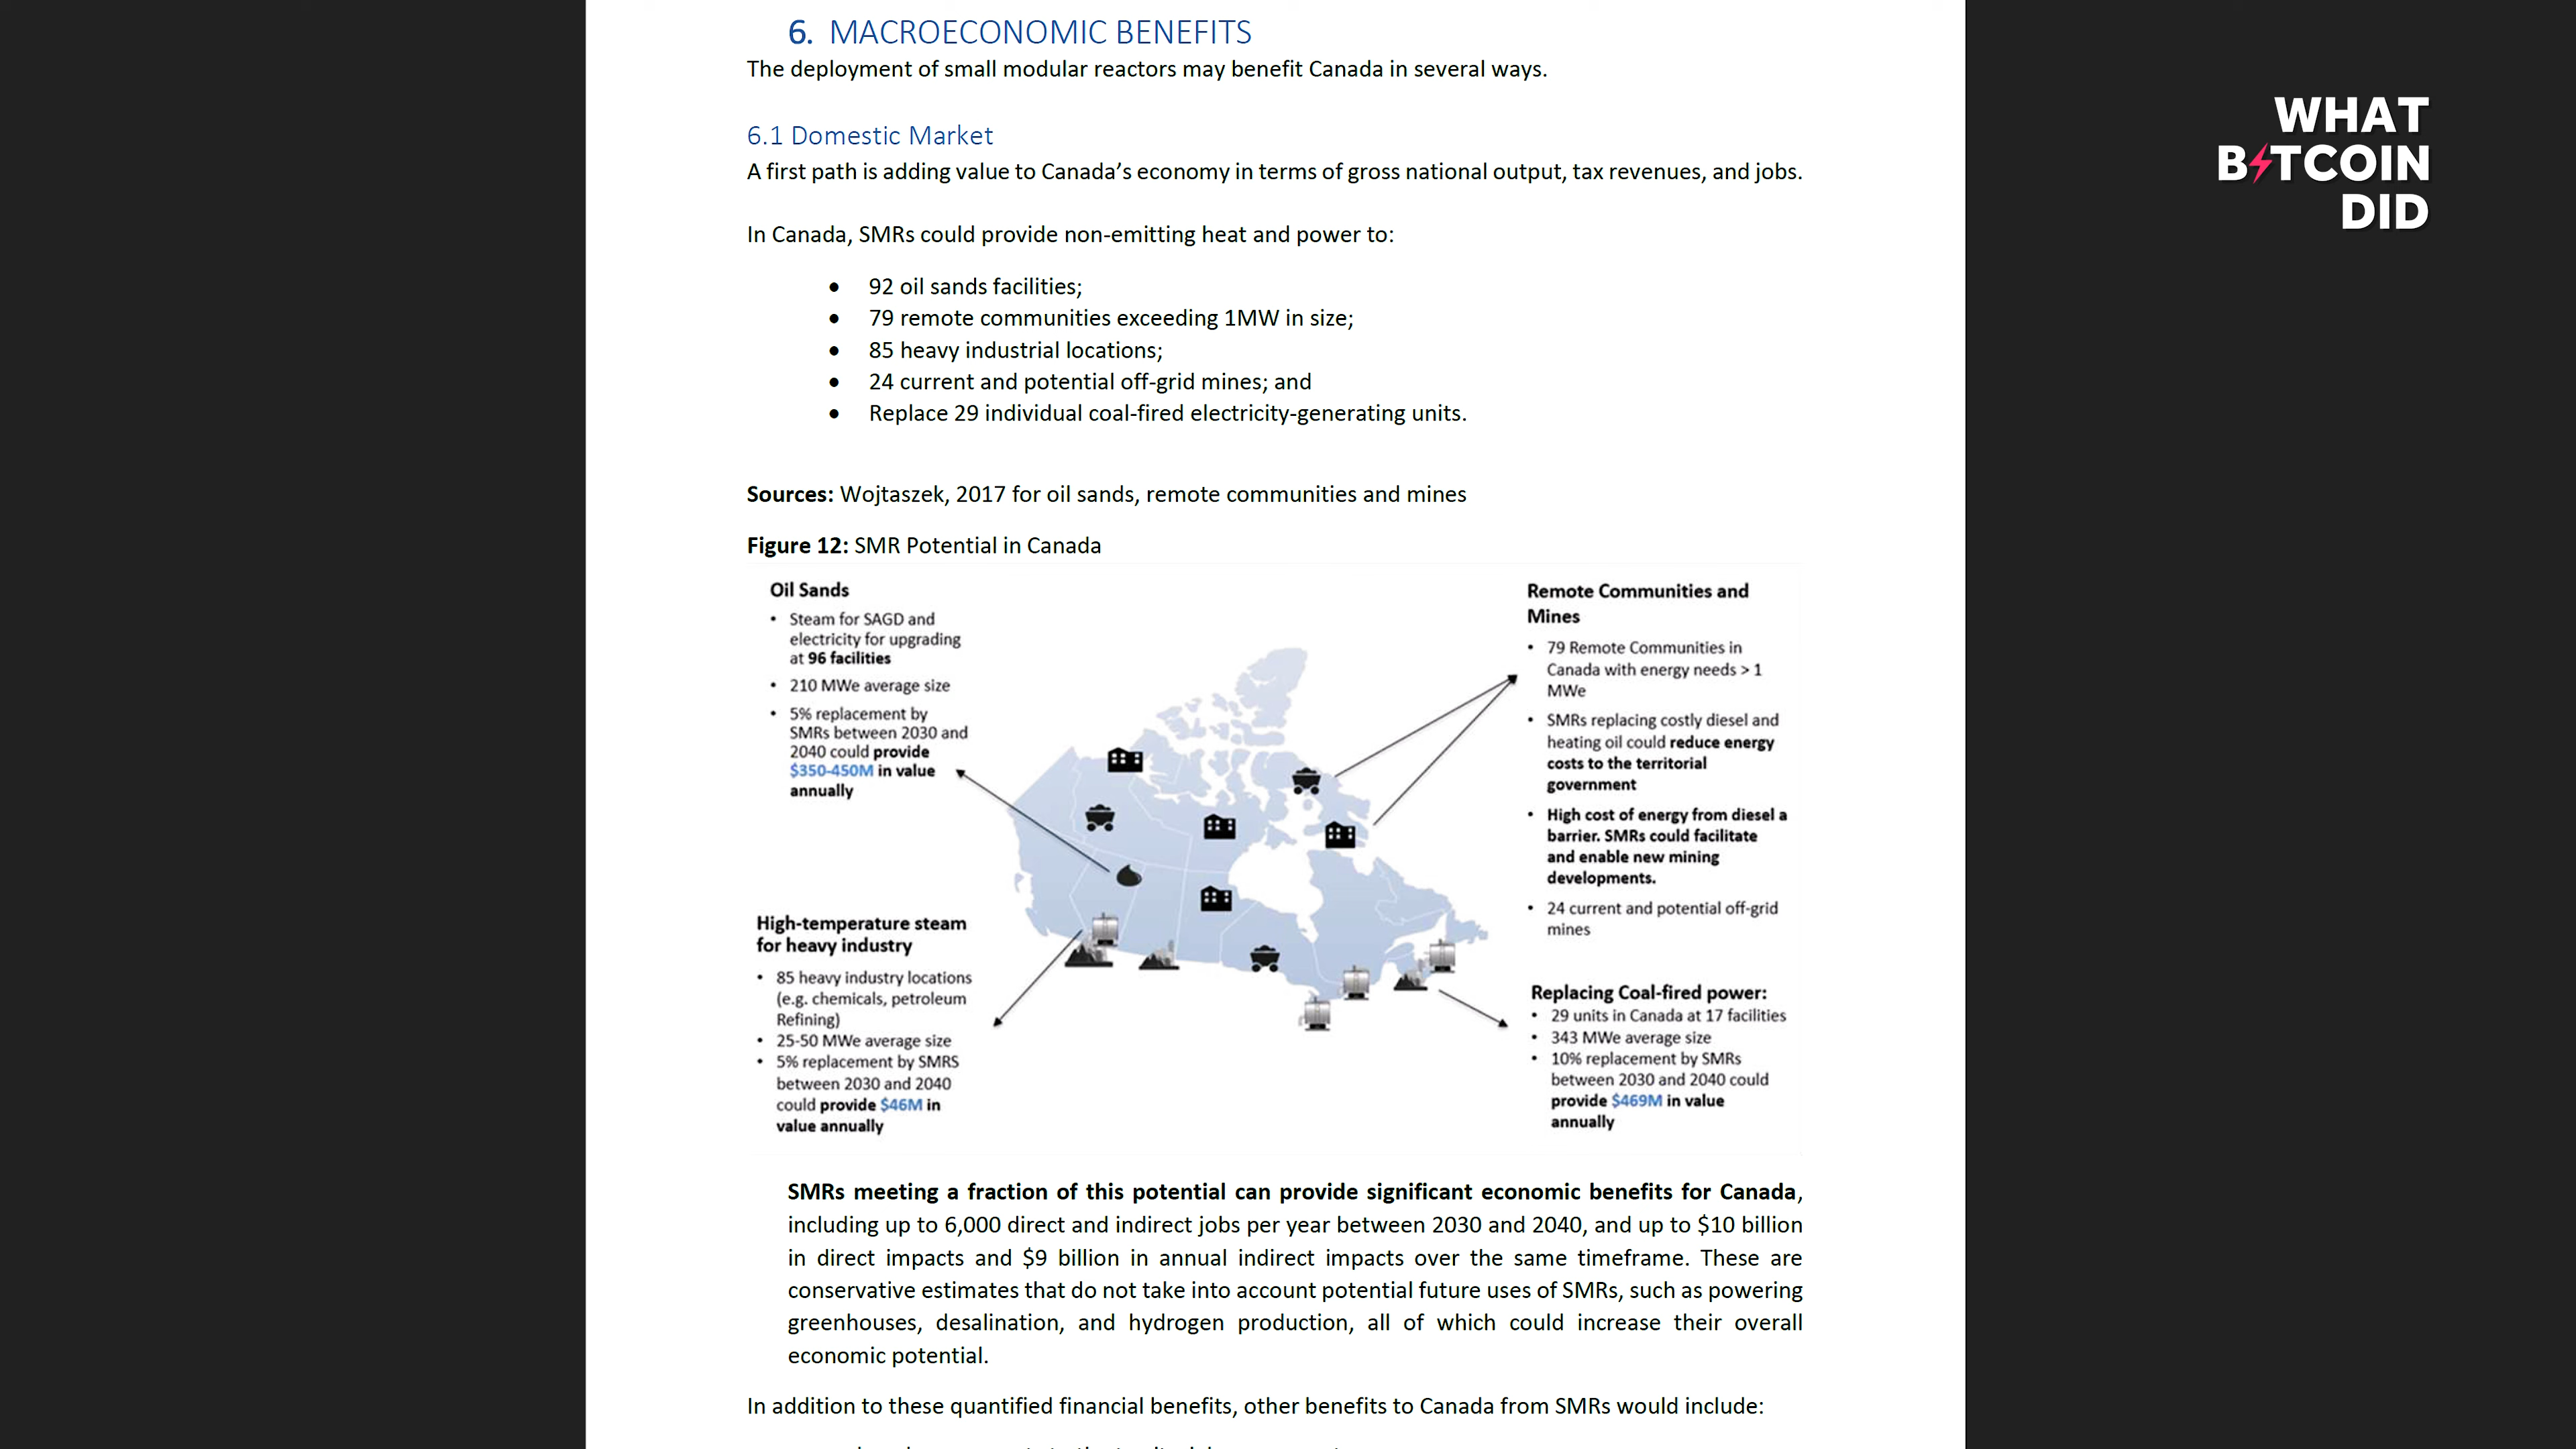 6. MACROECONOMIC BENEFITS
The deployment of small modular reactors may benefit Canada in several ways.
6.1 Domestic Market
A first path is adding value to Canada's economy in terms of gross national output, tax revenues, and jobs.
In Canada, SMRs could provide non-emitting heat and power to:
• 92 oil sands facilities;
• 79 remote communities exceeding 1MW in size;
• 85 heavy industrial locations;
• 24 current and potential off-grid mines; and
• Replace 29 individual coal-fired electricity-generating units.
Sources: Wojtaszek, 2017 for oil sands, remote communities and mines
Figure 12: SMR Potential in Canada
Oil Sands
• Steam for SAGD and
electricity for upgrading
at 96 facilities
• 210 MWe average size
• 5% replacement by
SMRs between 2030 and
2040 could provide
$350-450M in value
annually
High-temperature steam
for heavy industry
• 85 heavy industry locations
(e.g. chemicals, petroleum
Refining)
• 25-50 MWe average size
• 5% replacement by SMRS
between 2030 and 2040
could provide $46M in
value annually
Remote Communities and
Mines
• 79 Remote Communities in
Canada with energy needs > 1
MWe
• SMRs replacing costly diesel and
heating oil could reduce energy
costs to the territorial
government
• High cost of energy from diesel a
barrier. SMRs could facilitate
and enable new mining
developments.
• 24 current and potential off-grid
mines
Replacing Coal-fired power:
• 29 units in Canada at 17 facilities
• 343 MWe average size
• 10% replacement by SMRs
between 2030 and 2040 could
provide $469M in value
annually
SMRs meeting a fraction of this potential can provide significant economic benefits for Canada,
including up to 6,000 direct and indirect jobs per year between 2030 and 2040, and up to $10 billion
in direct impacts and $9 billion in annual indirect impacts over the same timeframe. These are
conservative estimates that do not take into account potential future uses of SMRs, such as powering
greenhouses, desalination, and hydrogen production, all of which could increase their overall
economic potential.
In addition to these quantified financial benefits, other benefits to Canada from SMRs would include:
WHAT
BITCOIN
DID